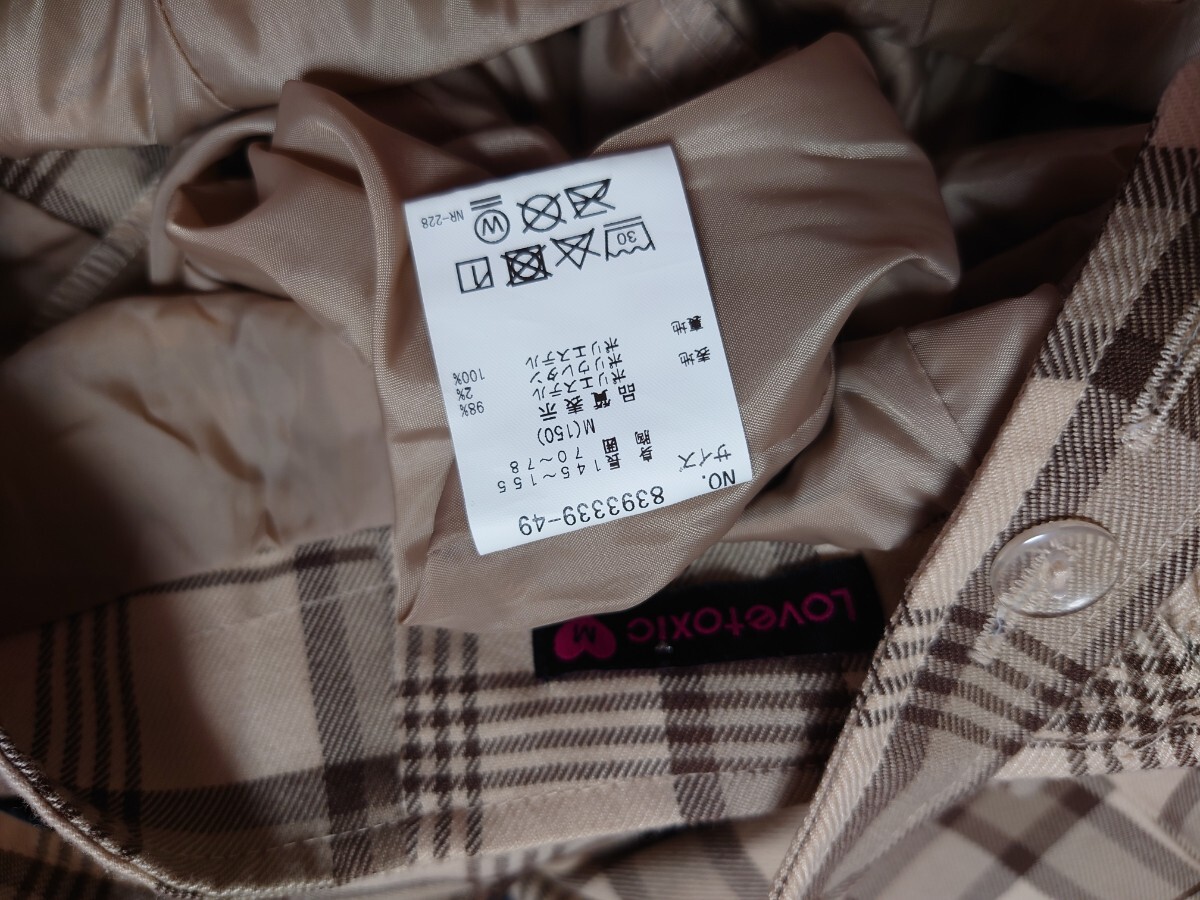 Lovetoxic
M
NO. 8393339-49
サイズ M(150)
身長 145~155
胸囲 70~78
品質表示
表地 ポリエステル 98%
ポリウレタン 2%
裏地 ポリエステル 100%
30
W
NR-228